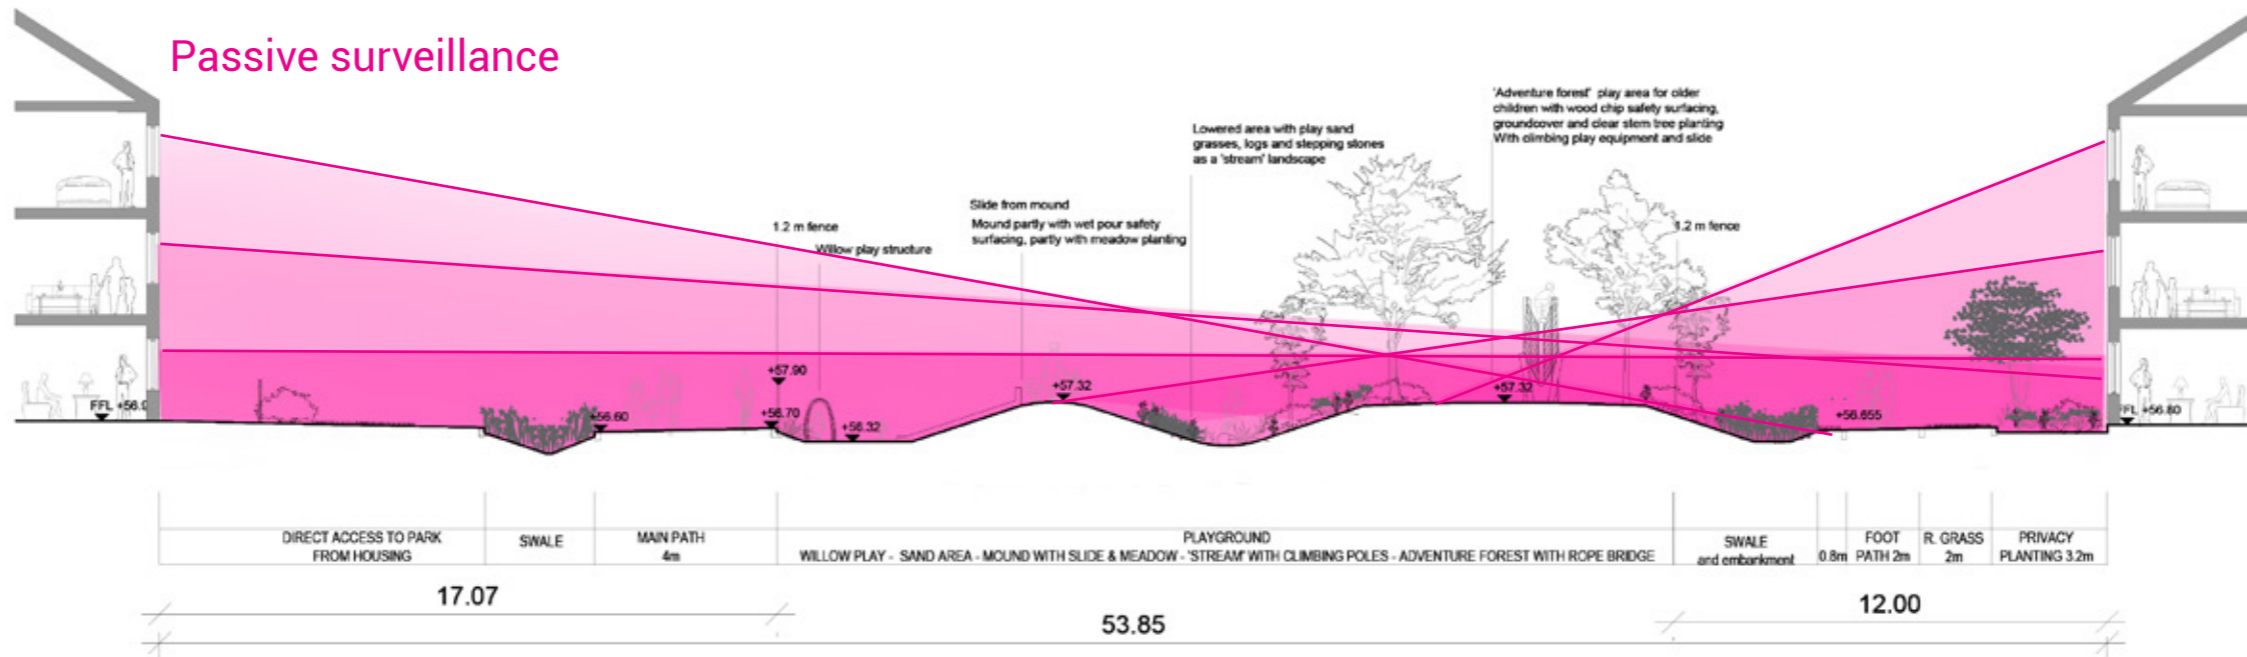 Passive surveillance
'Adventure forest' play area for older
children with wood chip safety surfacing,
groundcover and clear stem tree planting
With climbing play equipment and slide
Lowered area with play sand
grasses, logs and stepping stones
as a 'stream' landscape
Slide from mound
Mound partly with wet pour safety
surfacing, partly with meadow planting
1.2 m fence
Willow play structure
1.2 m fence
+57.90
+57.32
+57.32
FFL +56.9
+56.60
+56.70
+56.32
+56.655
FFL +56.80
DIRECT ACCESS TO PARK
FROM HOUSING
SWALE
MAIN PATH
4m
PLAYGROUND
WILLOW PLAY - SAND AREA - MOUND WITH SLIDE & MEADOW - 'STREAM' WITH CLIMBING POLES - ADVENTURE FOREST WITH ROPE BRIDGE
SWALE
and embankment
0.8m
FOOT
PATH 2m
R. GRASS
2m
PRIVACY
PLANTING 3.2m
17.07
53.85
12.00